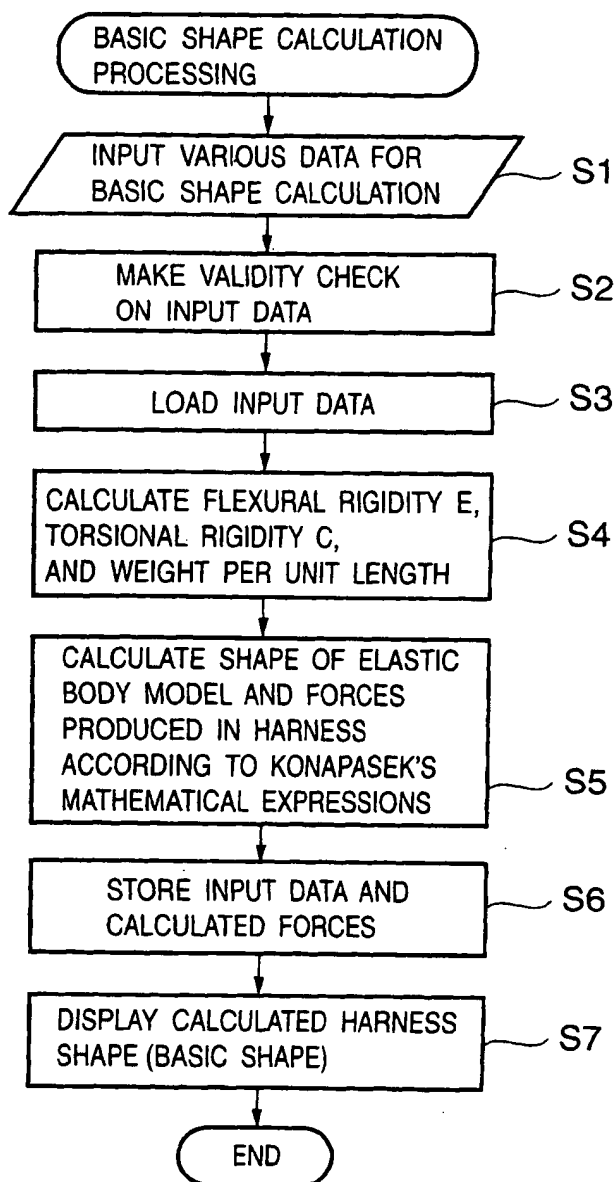 BASIC SHAPE CALCULATION
PROCESSING
INPUT VARIOUS DATA FOR
BASIC SHAPE CALCULATION
S1
MAKE VALIDITY CHECK
ON INPUT DATA
S2
LOAD INPUT DATA
S3
CALCULATE FLEXURAL RIGIDITY E,
TORSIONAL RIGIDITY C,
AND WEIGHT PER UNIT LENGTH
S4
CALCULATE SHAPE OF ELASTIC
BODY MODEL AND FORCES
PRODUCED IN HARNESS
ACCORDING TO KONAPASEK'S
MATHEMATICAL EXPRESSIONS
S5
STORE INPUT DATA AND
CALCULATED FORCES
S6
DISPLAY CALCULATED HARNESS
SHAPE (BASIC SHAPE)
S7
END